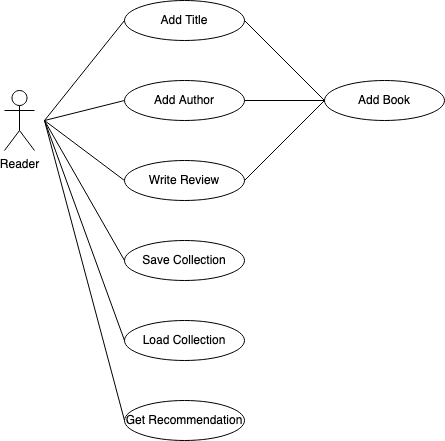 Add Title
Add Author
Add Book
Reader
Write Review
Save Collection
Load Collection
Get Recommendation